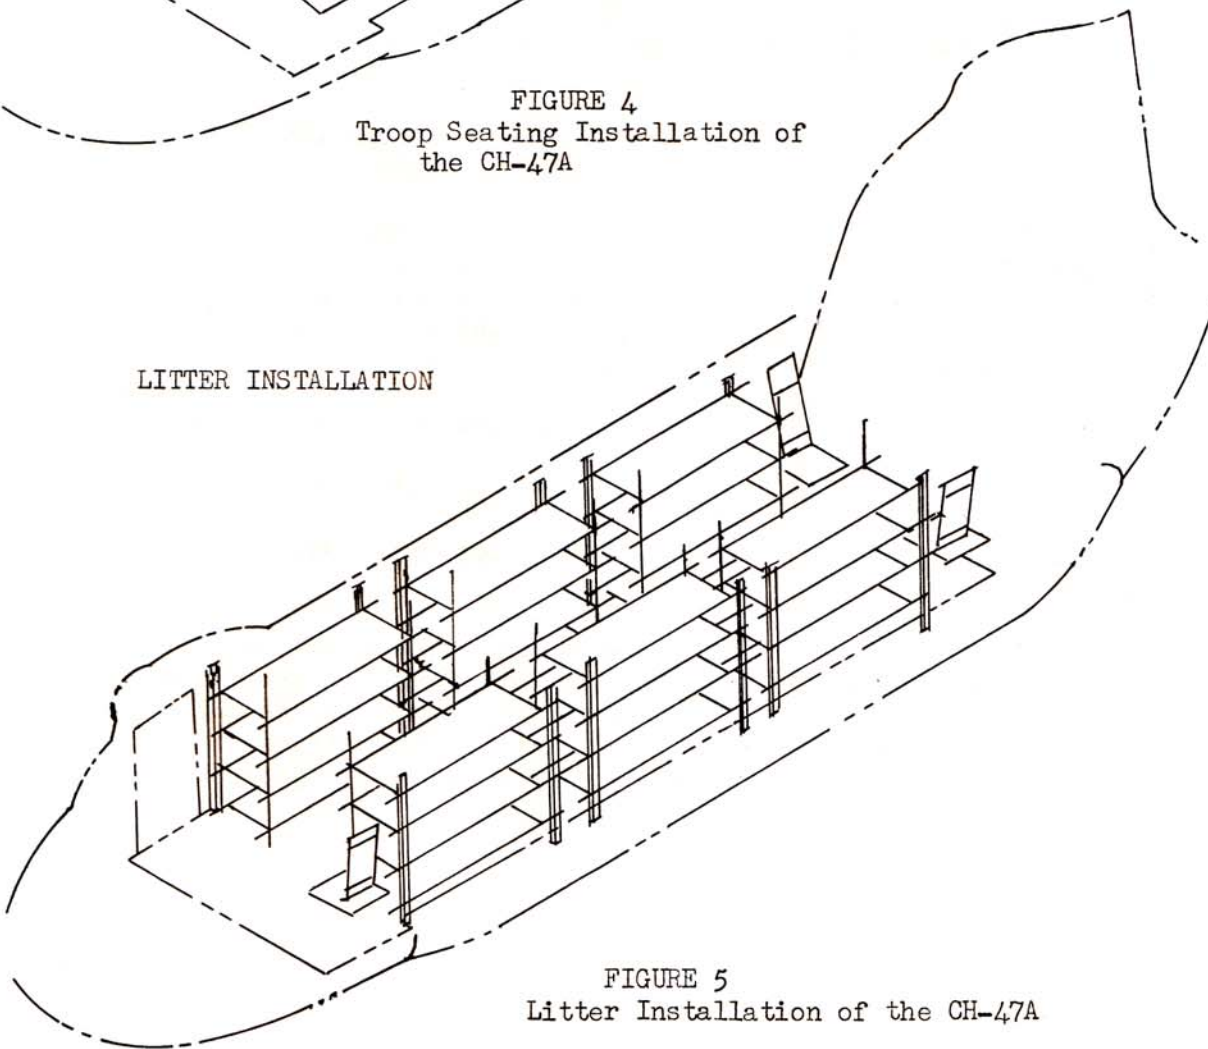 FIGURE 4
Troop Seating Installation of
the CH-47A
LITTER INSTALLATION
FIGURE 5
Litter Installation of the CH-47A